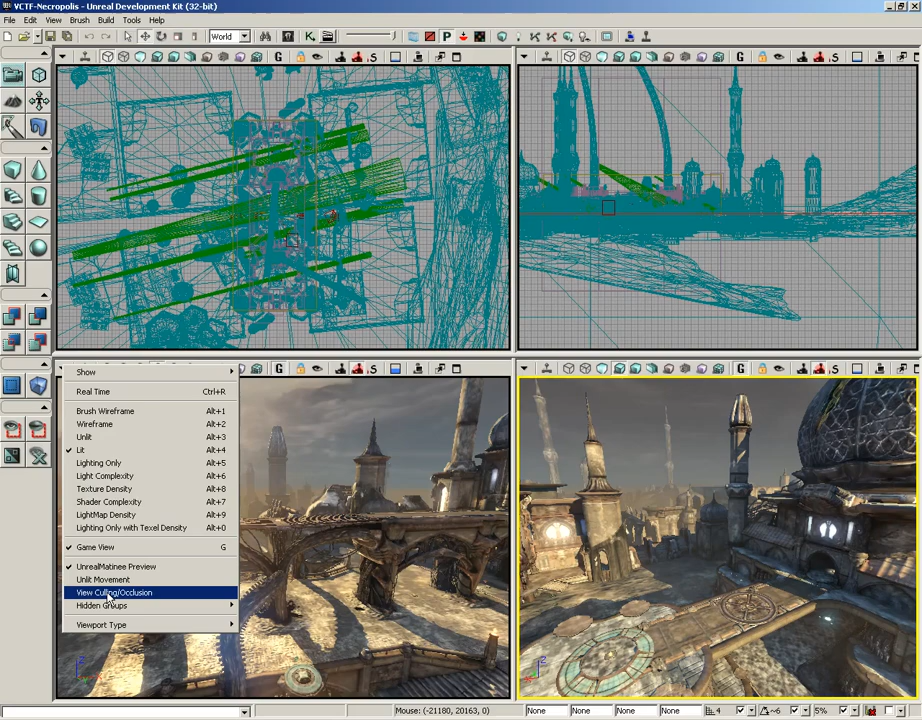 VCTF-Necropolis - Unreal Development Kit (32-bit)
File Edit View Brush Build Tools Help
World
K
P
G
S
G
S
G
S
G
S
Show
Real Time Ctrl+R
Brush Wireframe Alt+1
Wireframe Alt+2
Unlit Alt+3
Lit Alt+4
Lighting Only Alt+5
Light Complexity Alt+6
Texture Density Alt+8
Shader Complexity Alt+7
LightMap Density Alt+9
Lighting Only with Texel Density Alt+0
Game View G
UnrealMatinee Preview
Unlit Movement
View Culling/Occlusion
Hidden Groups
Viewport Type
Mouse: (-21180, 20163, 0) None None None None 4 ~6 5%